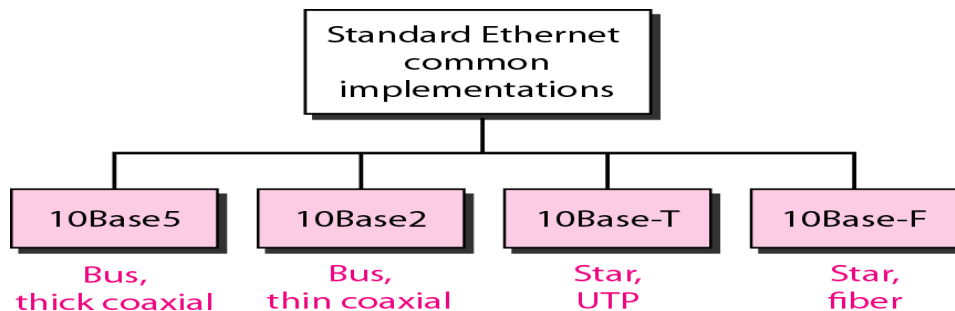 Standard Ethernet
common
implementations
10Base5
10Base2
10Base-T
10Base-F
Bus,
thick coaxial
Bus,
thin coaxial
Star,
UTP
Star,
fiber